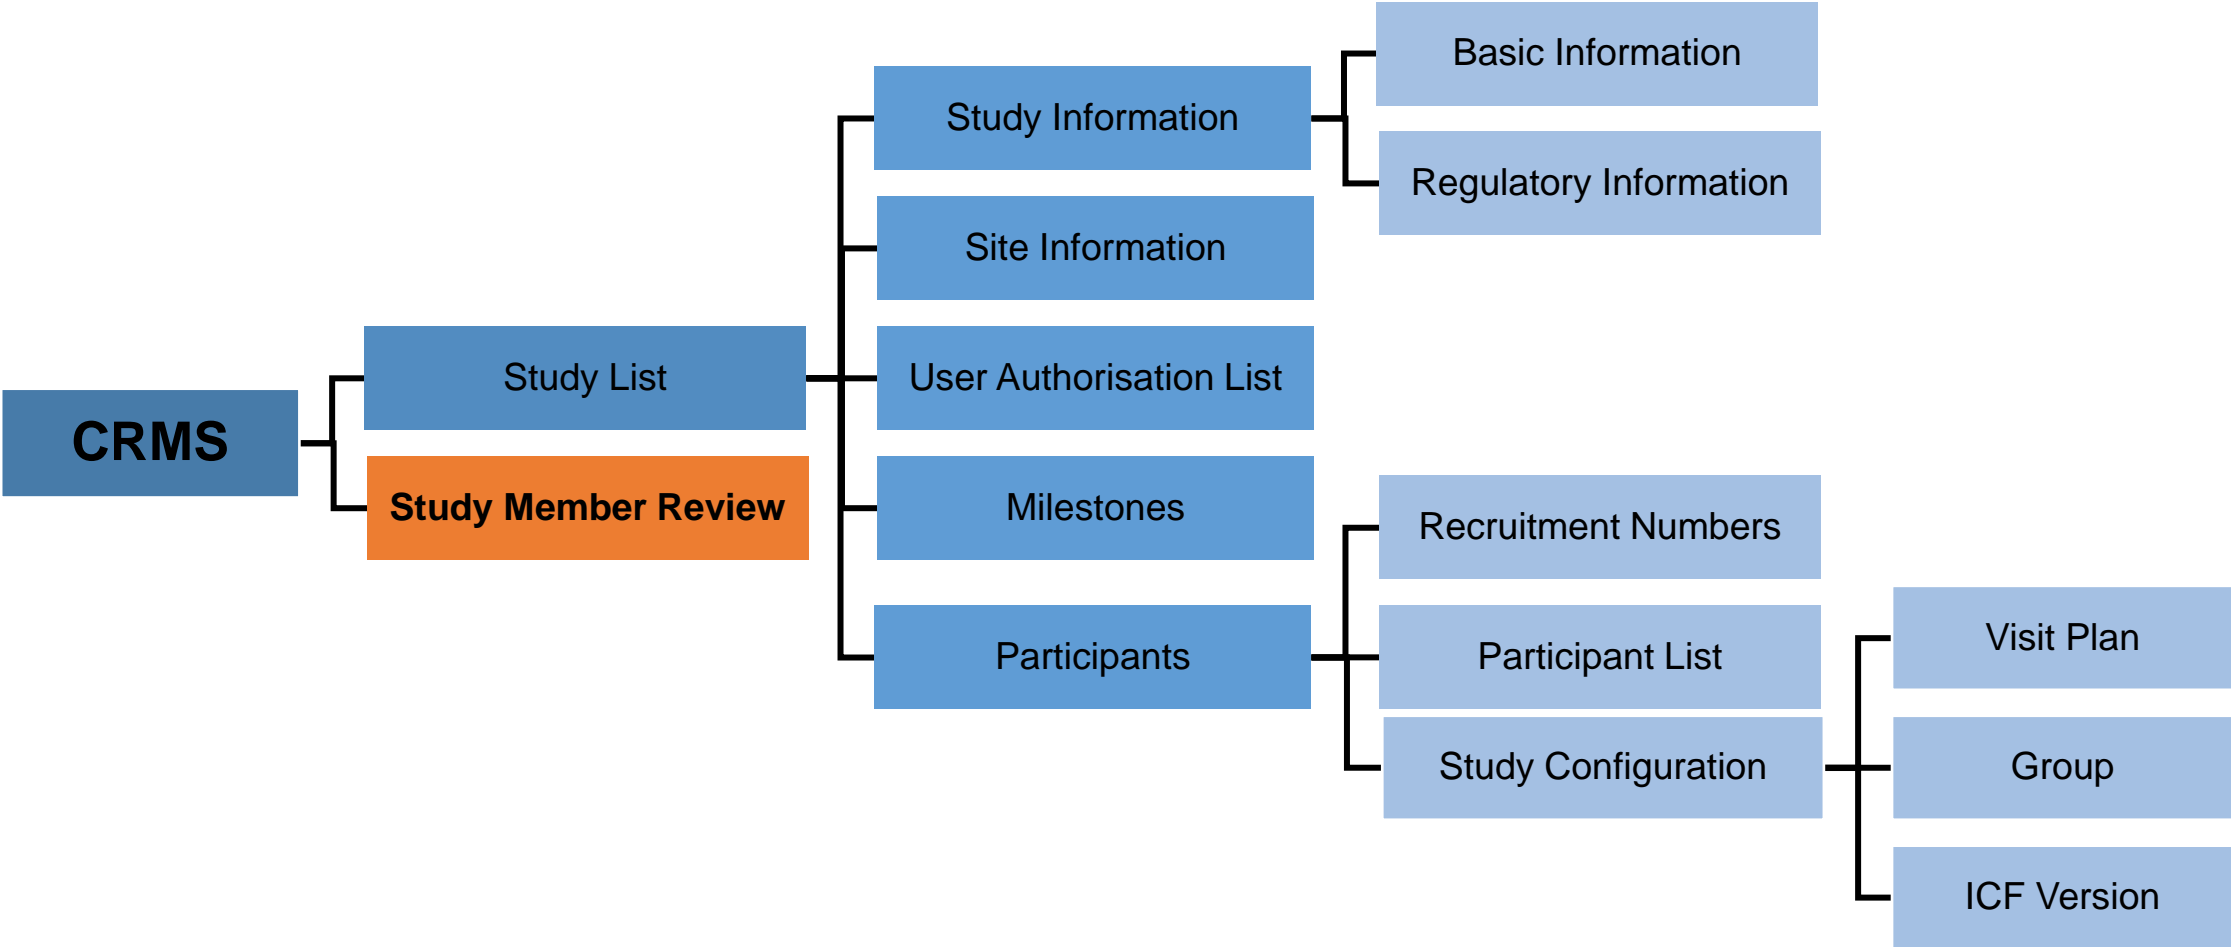 CRMS
Study List
Study Member Review
Study Information
Site Information
User Authorisation List
Milestones
Participants
Basic Information
Regulatory Information
Recruitment Numbers
Participant List
Study Configuration
Visit Plan
Group
ICF Version